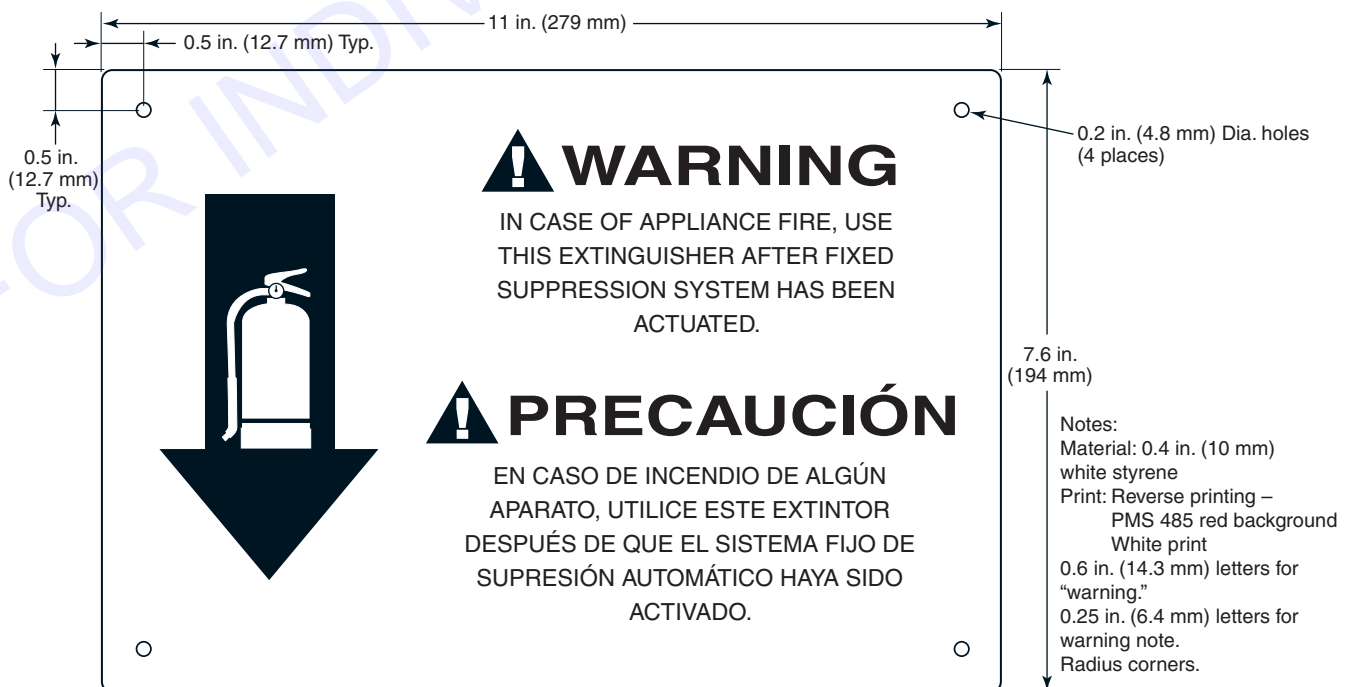 11 in. (279 mm)
0.5 in. (12.7 mm) Typ.
0.5 in.
(12.7 mm)
Typ.
0.2 in. (4.8 mm) Dia. holes
(4 places)
! WARNING
IN CASE OF APPLIANCE FIRE, USE
THIS EXTINGUISHER AFTER FIXED
SUPPRESSION SYSTEM HAS BEEN
ACTUATED.
7.6 in.
(194 mm)
! PRECAUCIÓN
EN CASO DE INCENDIO DE ALGÚN
APARATO, UTILICE ESTE EXTINTOR
DESPUÉS DE QUE EL SISTEMA FIJO DE
SUPRESIÓN AUTOMÁTICO HAYA SIDO
ACTIVADO.
Notes:
Material: 0.4 in. (10 mm)
white styrene
Print: Reverse printing –
PMS 485 red background
White print
0.6 in. (14.3 mm) letters for
“warning.”
0.25 in. (6.4 mm) letters for
warning note.
Radius corners.
FOR